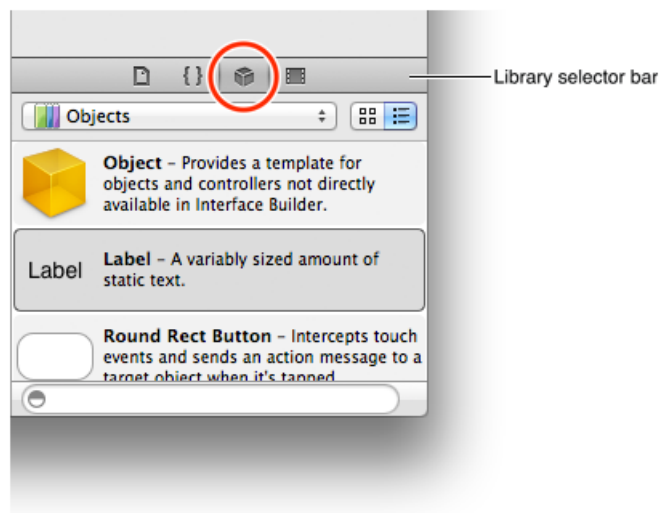 { }
Library selector bar
Objects
Object – Provides a template for
objects and controllers not directly
available in Interface Builder.
Label
Label – A variably sized amount of
static text.
Round Rect Button – Intercepts touch
events and sends an action message to a
target object when it's tapped